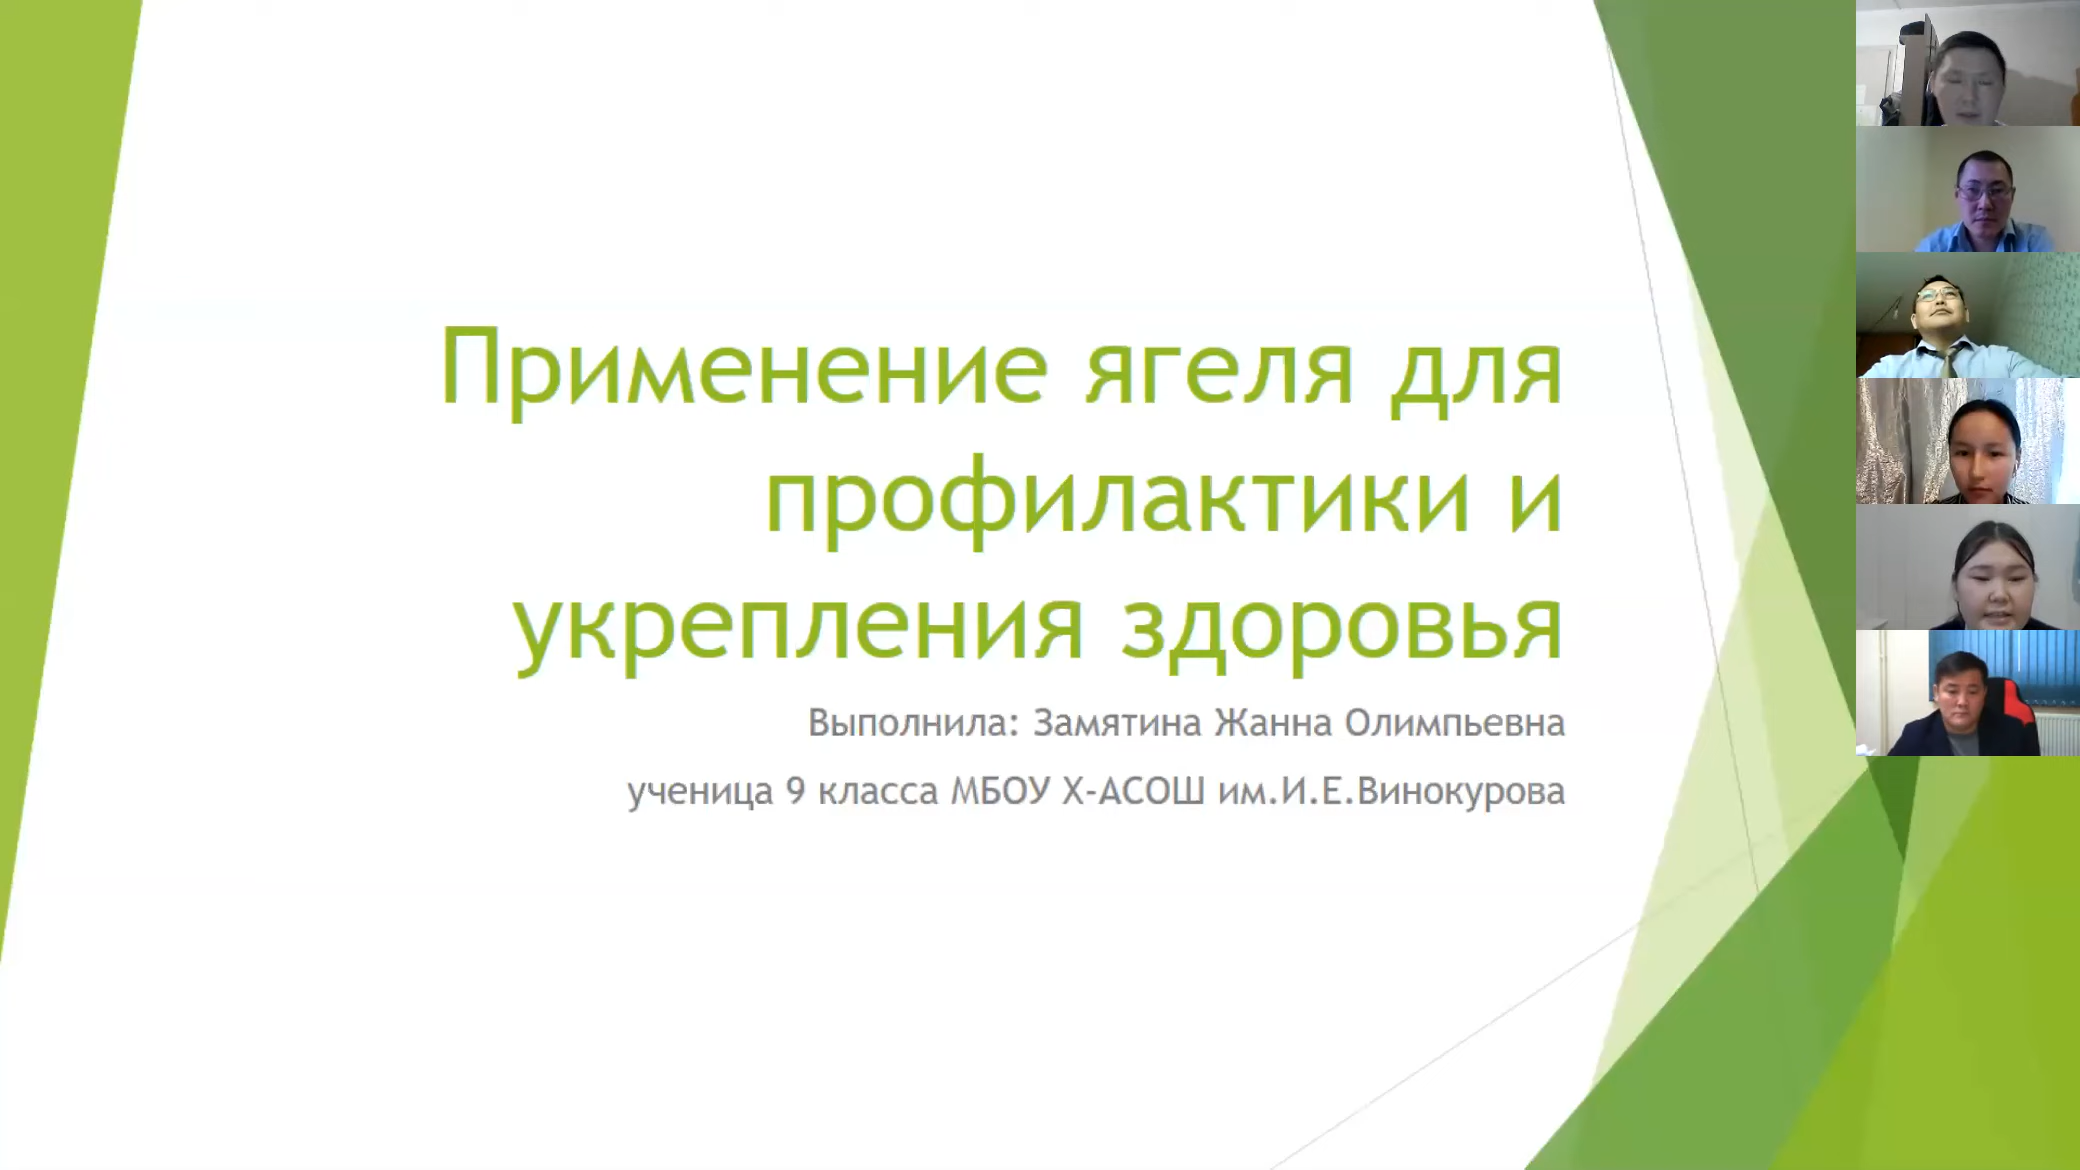 Применение ягеля для
профилактики и
укрепления здоровья
Выполнила: Замятина Жанна Олимпьевна
ученица 9 класса МБОУ Х-АСОШ им.И.Е.Винокурова